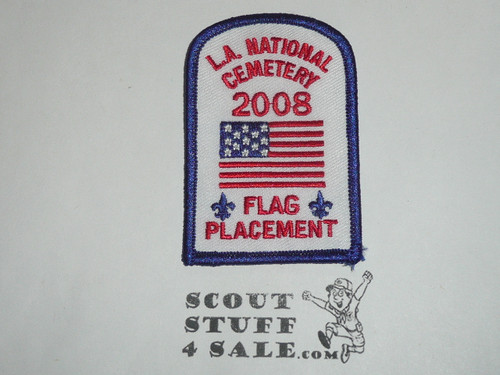 L.A. NATIONAL
CEMETERY
2008
FLAG
PLACEMENT
SCOUT
STUFF
4 SALE.COM